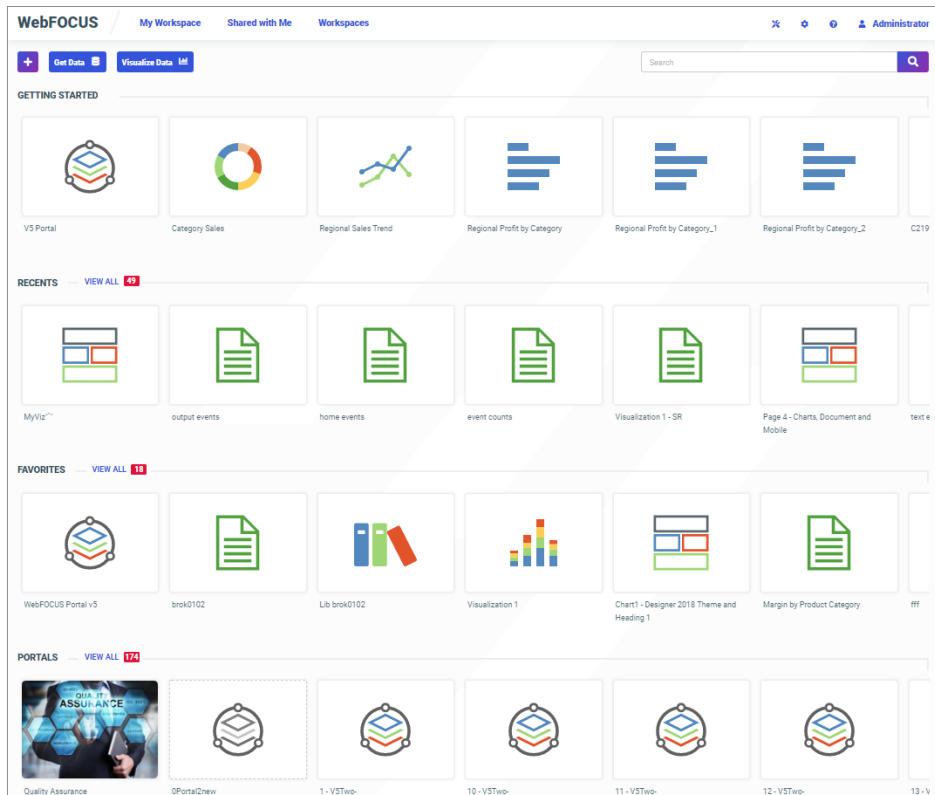 WebFOCUS
My Workspace
Shared with Me
Workspaces
Administrator
Get Data
Visualize Data
Search
GETTING STARTED
V5 Portal
Category Sales
Regional Sales Trend
Regional Profit by Category
Regional Profit by Category_1
Regional Profit by Category_2
C219
RECENTS
VIEW ALL 49
MyViz~^~
output events
home events
event counts
Visualization 1 - SR
Page 4 - Charts, Document and
Mobile
text e
FAVORITES
VIEW ALL 18
WebFOCUS Portal v5
brok0102
Lib brok0102
Visualization 1
Chart1 - Designer 2018 Theme and
Heading 1
Margin by Product Category
fff
PORTALS
VIEW ALL 174
QUALITY
ASSURANCE
Quality Assurance
0Portal2new
1 - V5Two-
10 - V5Two-
11 - V5Two-
12 - V5Two-
13 - V